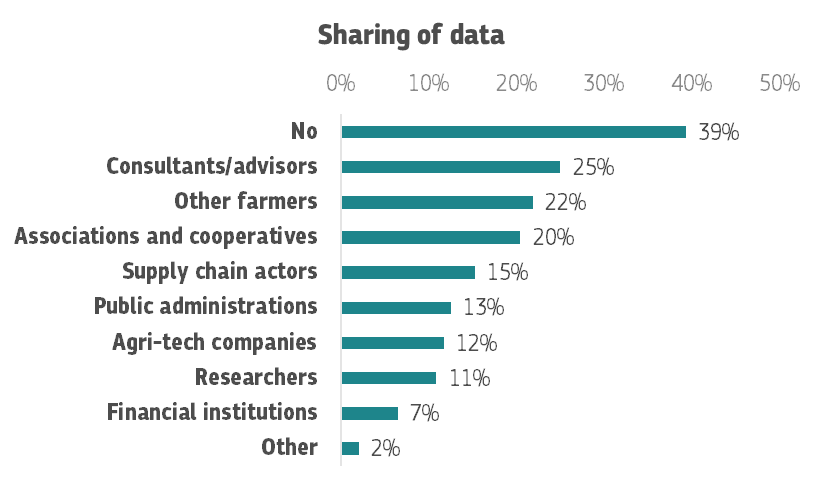 Sharing of data
0% 10% 20% 30% 40% 50%
No 39%
Consultants/advisors 25%
Other farmers 22%
Associations and cooperatives 20%
Supply chain actors 15%
Public administrations 13%
Agri-tech companies 12%
Researchers 11%
Financial institutions 7%
Other 2%